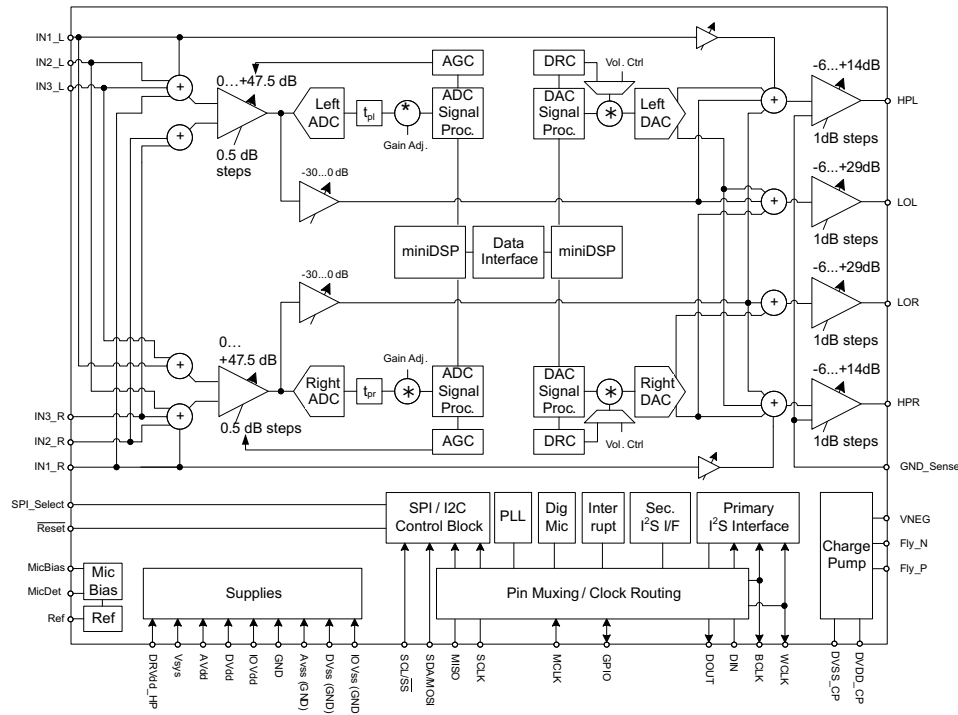 IN1_L
IN2_L
IN3_L
0…+47.5 dB
0.5 dB
steps
Left
ADC
tpl
*
Gain Adj.
AGC
ADC
Signal
Proc.
DRC
Vol. Ctrl
DAC
Signal
Proc.
*
Left
DAC
+
+
+
-6...+14dB
1dB steps
HPL
-30...0 dB
+
-6...+29dB
1dB steps
LOL
miniDSP
Data
Interface
miniDSP
-30...0 dB
+
-6...+29dB
1dB steps
LOR
+
+
0…
+47.5 dB
0.5 dB steps
Right
ADC
tpr
*
Gain Adj.
ADC
Signal
Proc.
AGC
DAC
Signal
Proc.
DRC
*
Vol. Ctrl
Right
DAC
+
-6...+14dB
1dB steps
HPR
IN3_R
IN2_R
IN1_R
GND_Sense
SPI_Select
Reset
SPI / I2C
Control Block
PLL
Dig
Mic
Inter
rupt
Sec.
I2S I/F
Primary
I2S Interface
Charge
Pump
VNEG
Fly_N
Fly_P
MicBias
MicDet
Ref
Mic
Bias
Ref
Supplies
Pin Muxing / Clock Routing
DRVdd_HP
Vsys
AVdd
DVdd
IOVdd
GND
Avss (GND)
DVss (GND)
IOVss (GND
SCL/SS
SDA/MOSI
MISO
SCLK
MCLK
GPIO
DOUT
DIN
BCLK
WCLK
DVSS_CP
DVDD_CP